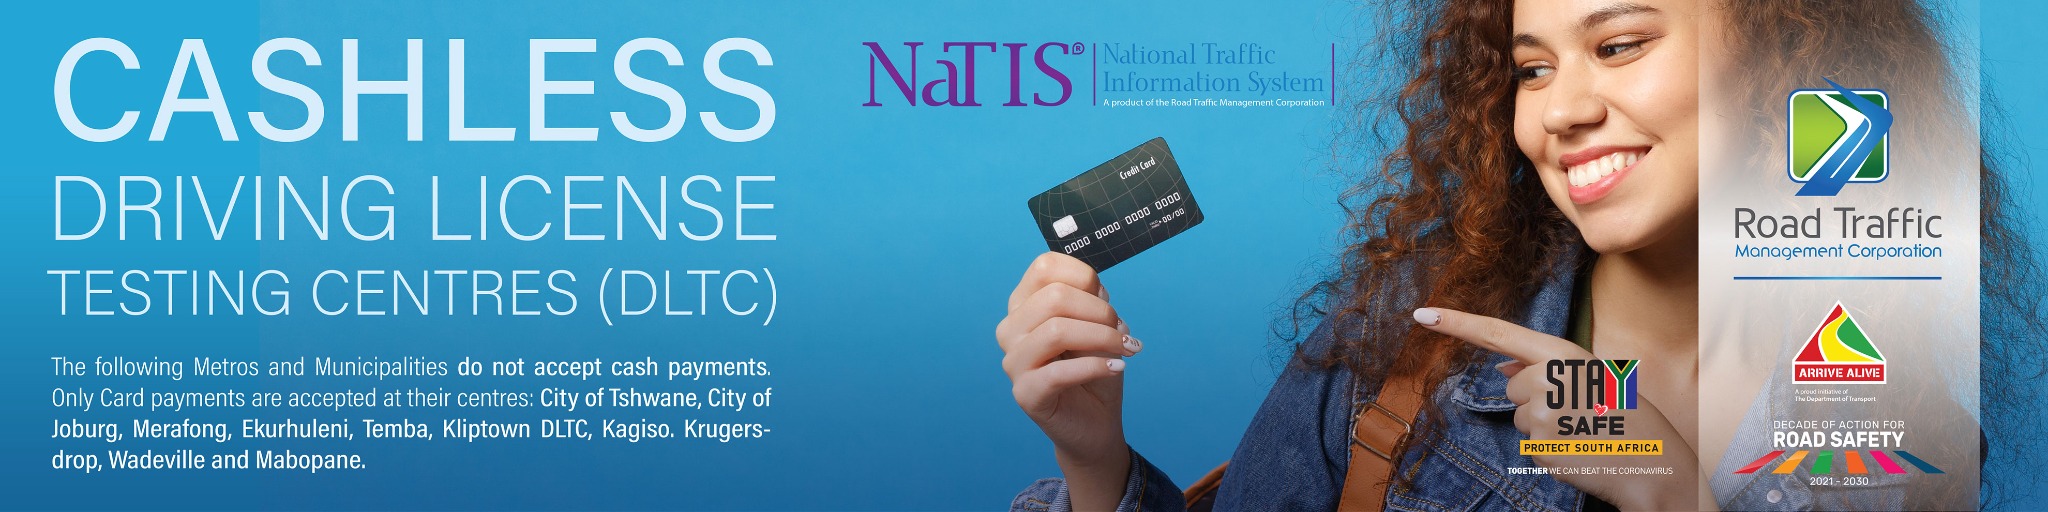 CASHLESS
DRIVING LICENSE
TESTING CENTRES (DLTC)
The following Metros and Municipalities do not accept cash payments.
Only Card payments are accepted at their centres: City of Tshwane, City of
Joburg, Merafong, Ekurhuleni, Temba, Kliptown DLTC, Kagiso. Krugers-
drop, Wadeville and Mabopane.
NaTIS®
National Traffic
Information System
A product of the Road Traffic Management Corporation
Credit Card
0000 0000 0000 0000
00/00
STAY
SAFE
PROTECT SOUTH AFRICA
TOGETHER WE CAN BEAT THE CORONAVIRUS
Road Traffic
Management Corporation
ARRIVE ALIVE
A proud initiative of
The Department of Transport
DECADE OF ACTION FOR
ROAD SAFETY
2021 - 2030